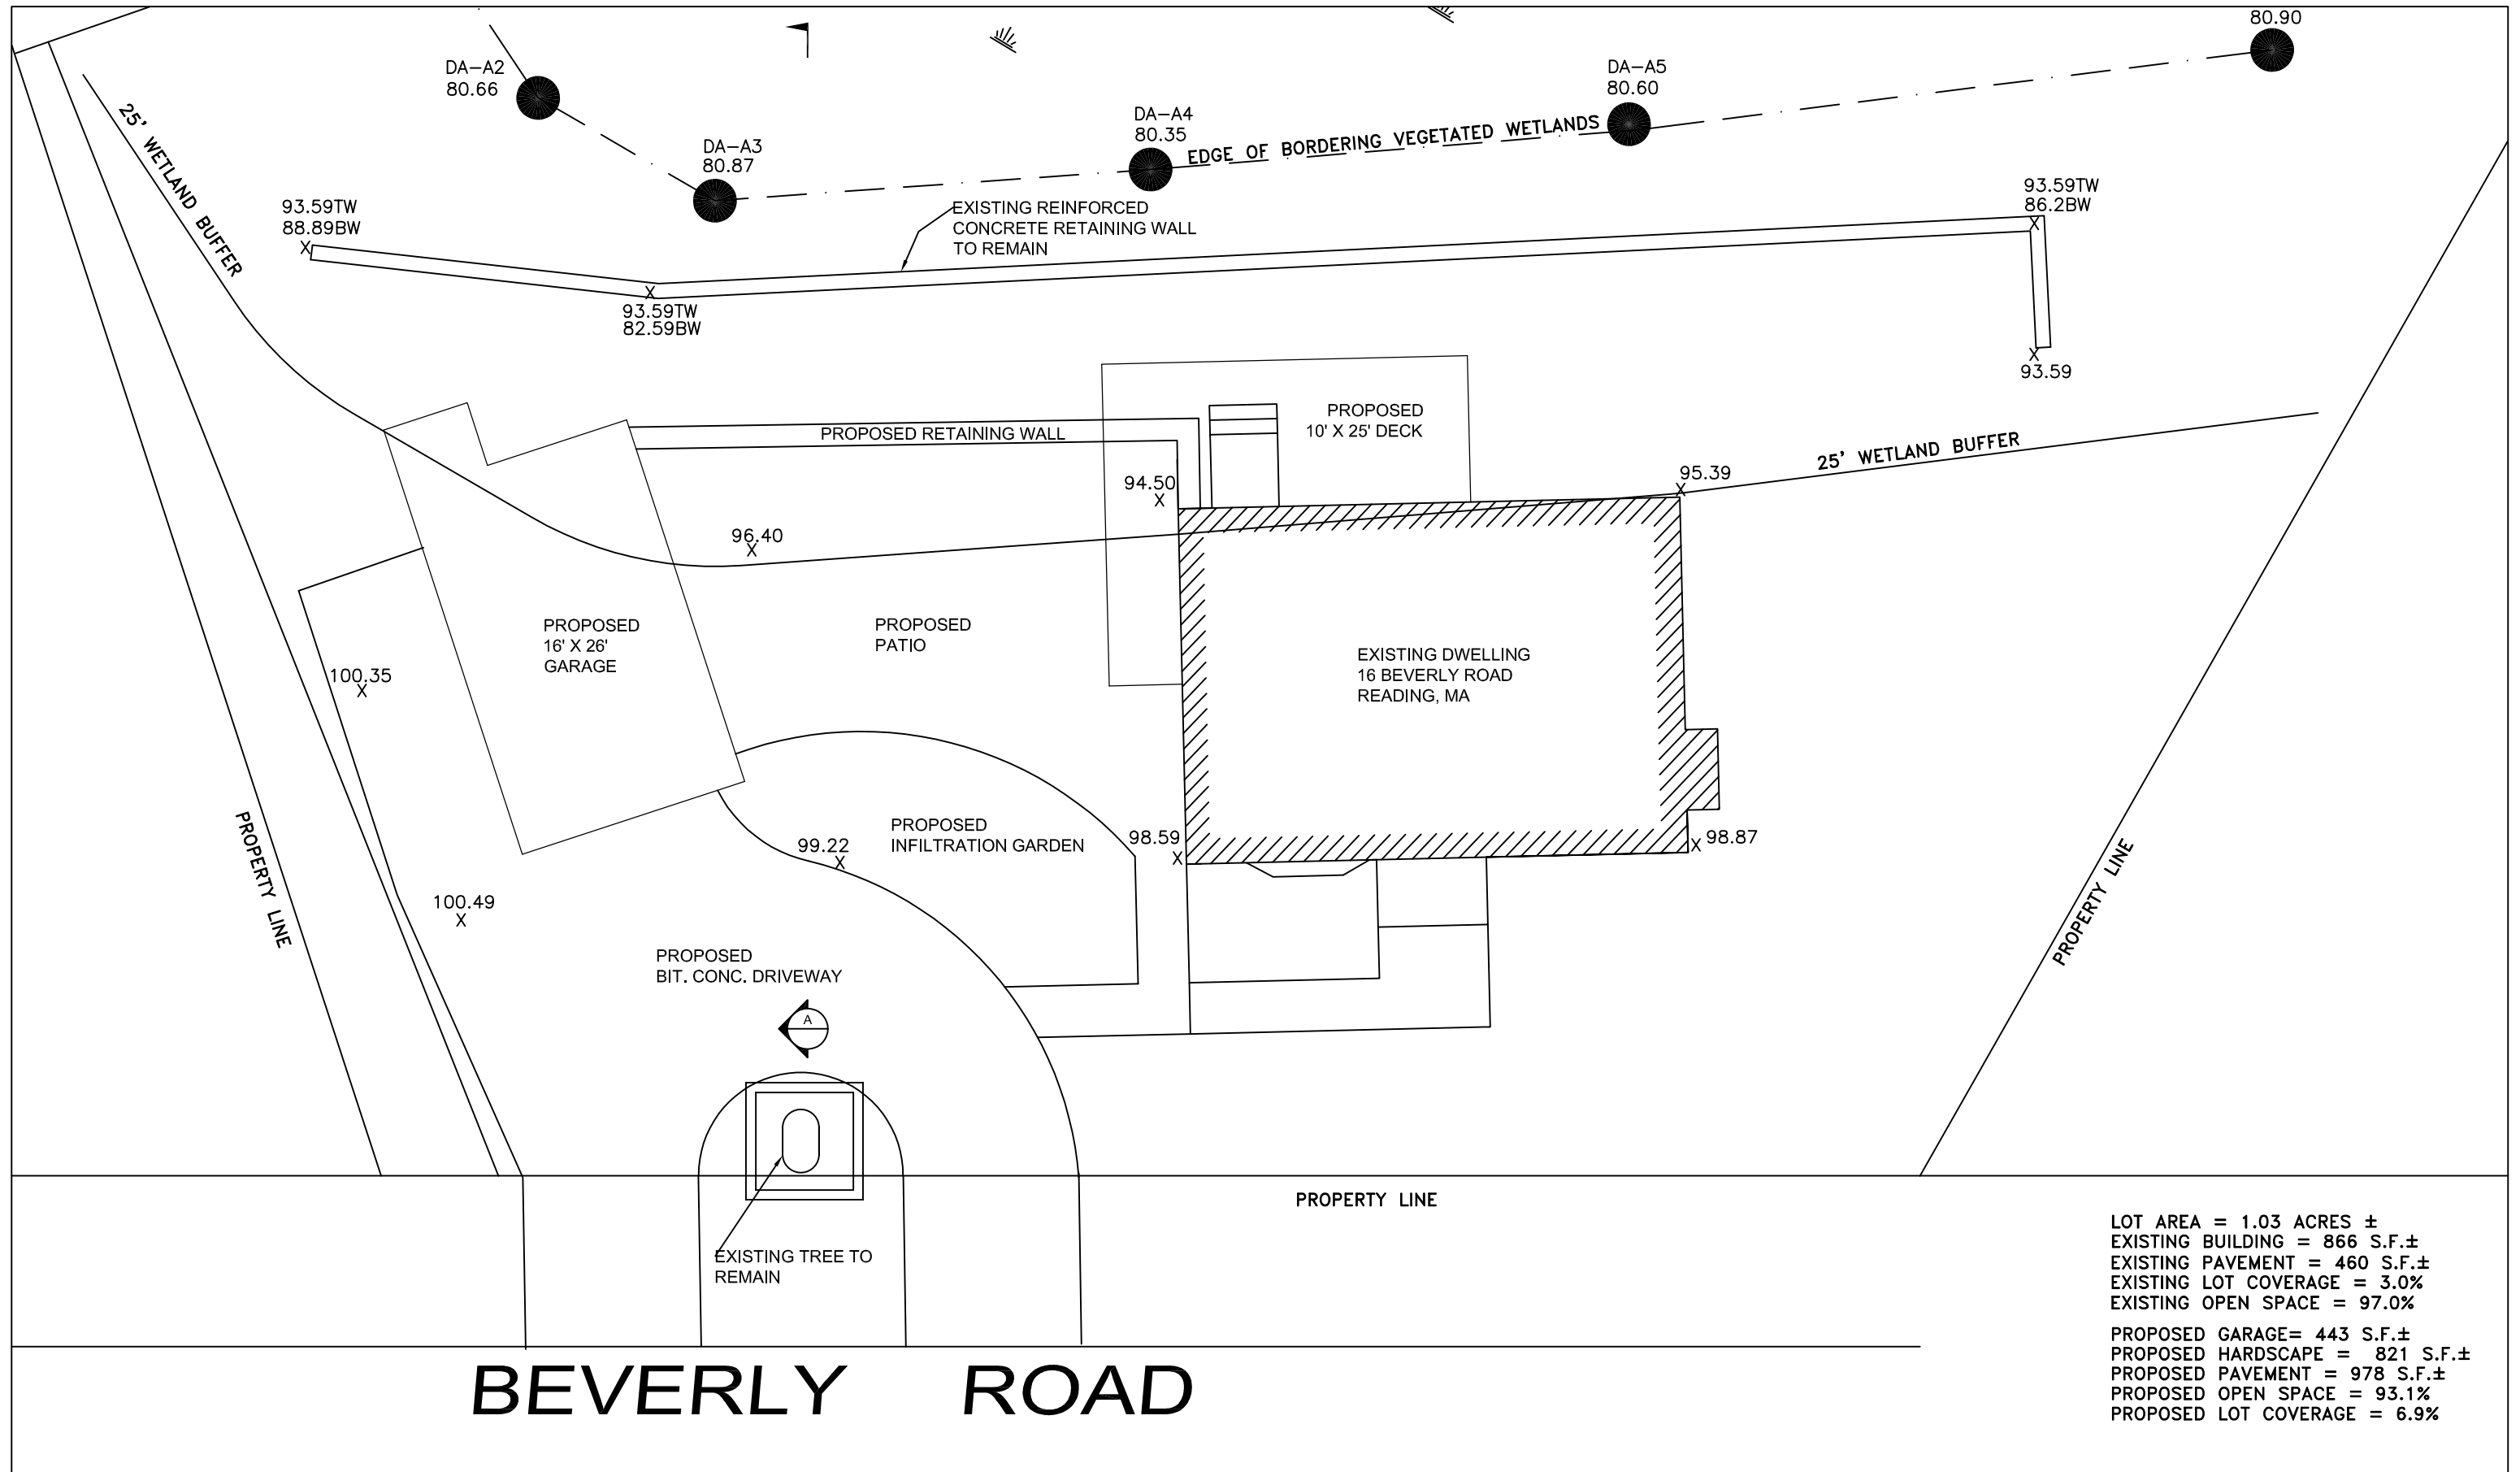 80.90
DA-A2
80.66
DA-A5
80.60
DA-A4
80.35
DA-A3
80.87
EDGE OF BORDERING VEGETATED WETLANDS
25' WETLAND BUFFER
93.59TW
88.89BW
EXISTING REINFORCED
CONCRETE RETAINING WALL
TO REMAIN
93.59TW
86.2BW
93.59TW
82.59BW
93.59
PROPOSED
10' X 25' DECK
PROPOSED RETAINING WALL
25' WETLAND BUFFER
94.50
95.39
96.40
PROPOSED
16' X 26'
GARAGE
PROPOSED
PATIO
EXISTING DWELLING
16 BEVERLY ROAD
READING, MA
100.35
PROPERTY LINE
PROPOSED
INFILTRATION GARDEN
99.22
98.59
98.87
PROPERTY LINE
100.49
PROPOSED
BIT. CONC. DRIVEWAY
A
PROPERTY LINE
EXISTING TREE TO
REMAIN
LOT AREA = 1.03 ACRES ±
EXISTING BUILDING = 866 S.F.±
EXISTING PAVEMENT = 460 S.F.±
EXISTING LOT COVERAGE = 3.0%
EXISTING OPEN SPACE = 97.0%
PROPOSED GARAGE= 443 S.F.±
PROPOSED HARDSCAPE = 821 S.F.±
PROPOSED PAVEMENT = 978 S.F.±
PROPOSED OPEN SPACE = 93.1%
PROPOSED LOT COVERAGE = 6.9%
BEVERLY ROAD